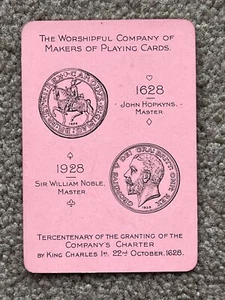 The Worshipful Company of
Makers of Playing Cards.
1628
John Hopkyns.
Master
1928
Sir William Noble.
Master
Tercentenary of the granting of the
Company's Charter
by King Charles 1st. 22nd October, 1628.